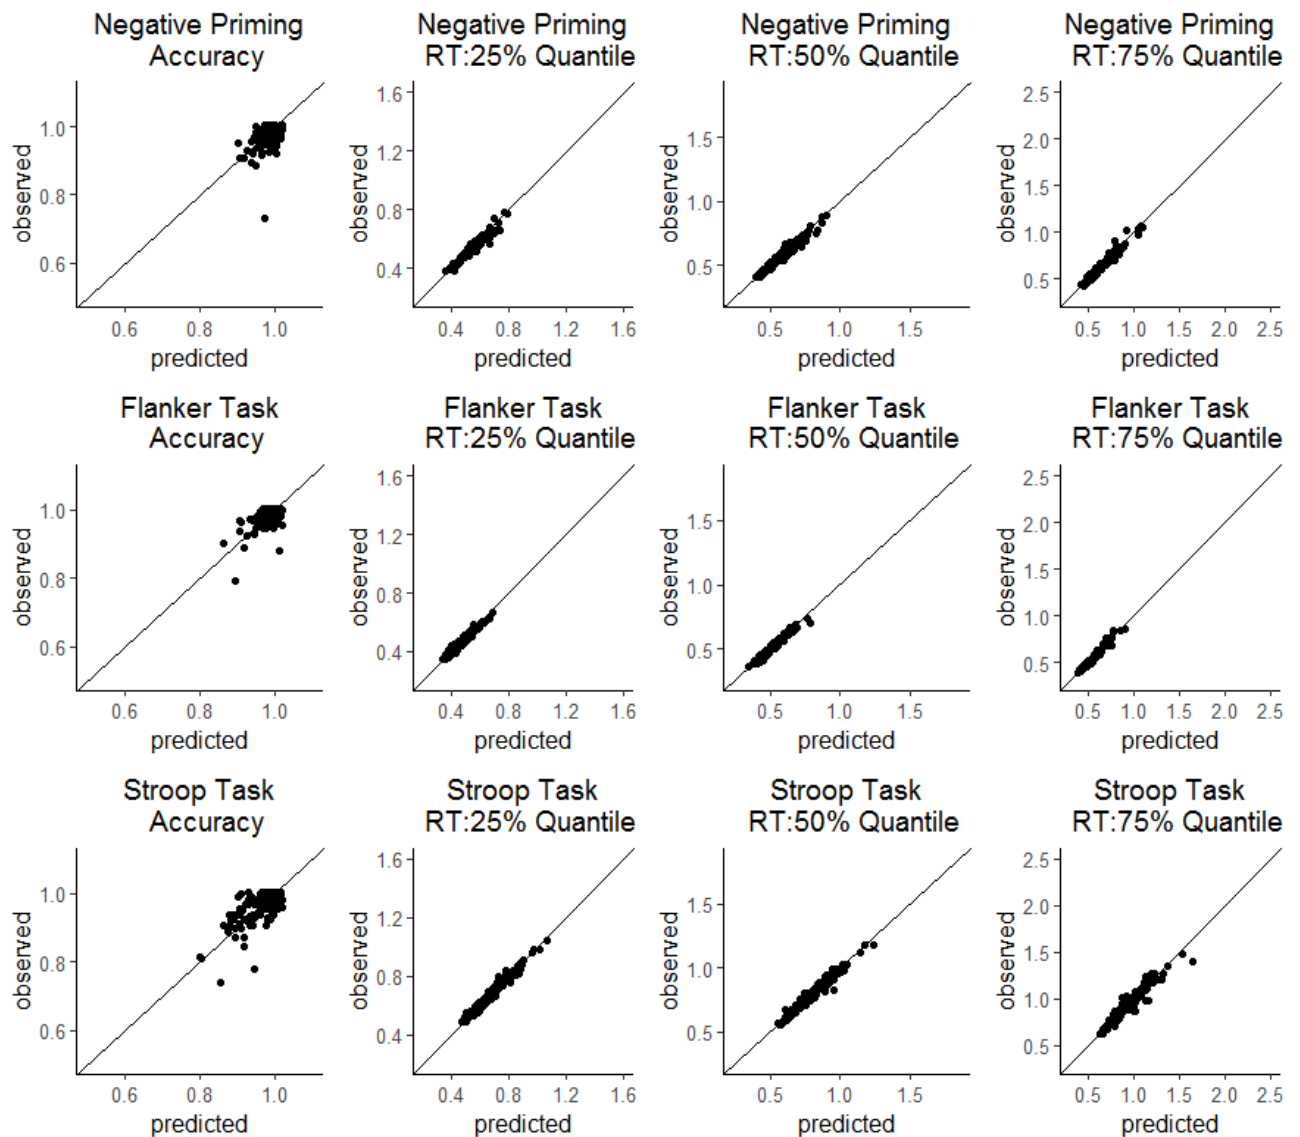 Negative Priming Accuracy
Negative Priming RT:25% Quantile
Negative Priming RT:50% Quantile
Negative Priming RT:75% Quantile
observed
1.0
0.8
0.6
0.6 0.8 1.0
predicted
observed
1.6
1.2
0.8
0.4
0.4 0.8 1.2 1.6
predicted
observed
1.5
1.0
0.5
0.5 1.0 1.5
predicted
observed
2.5
2.0
1.5
1.0
0.5
0.5 1.0 1.5 2.0 2.5
predicted
Flanker Task Accuracy
Flanker Task RT:25% Quantile
Flanker Task RT:50% Quantile
Flanker Task RT:75% Quantile
observed
1.0
0.8
0.6
0.6 0.8 1.0
predicted
observed
1.6
1.2
0.8
0.4
0.4 0.8 1.2 1.6
predicted
observed
1.5
1.0
0.5
0.5 1.0 1.5
predicted
observed
2.5
2.0
1.5
1.0
0.5
0.5 1.0 1.5 2.0 2.5
predicted
Stroop Task Accuracy
Stroop Task RT:25% Quantile
Stroop Task RT:50% Quantile
Stroop Task RT:75% Quantile
observed
1.0
0.8
0.6
0.6 0.8 1.0
predicted
observed
1.6
1.2
0.8
0.4
0.4 0.8 1.2 1.6
predicted
observed
1.5
1.0
0.5
0.5 1.0 1.5
predicted
observed
2.5
2.0
1.5
1.0
0.5
0.5 1.0 1.5 2.0 2.5
predicted